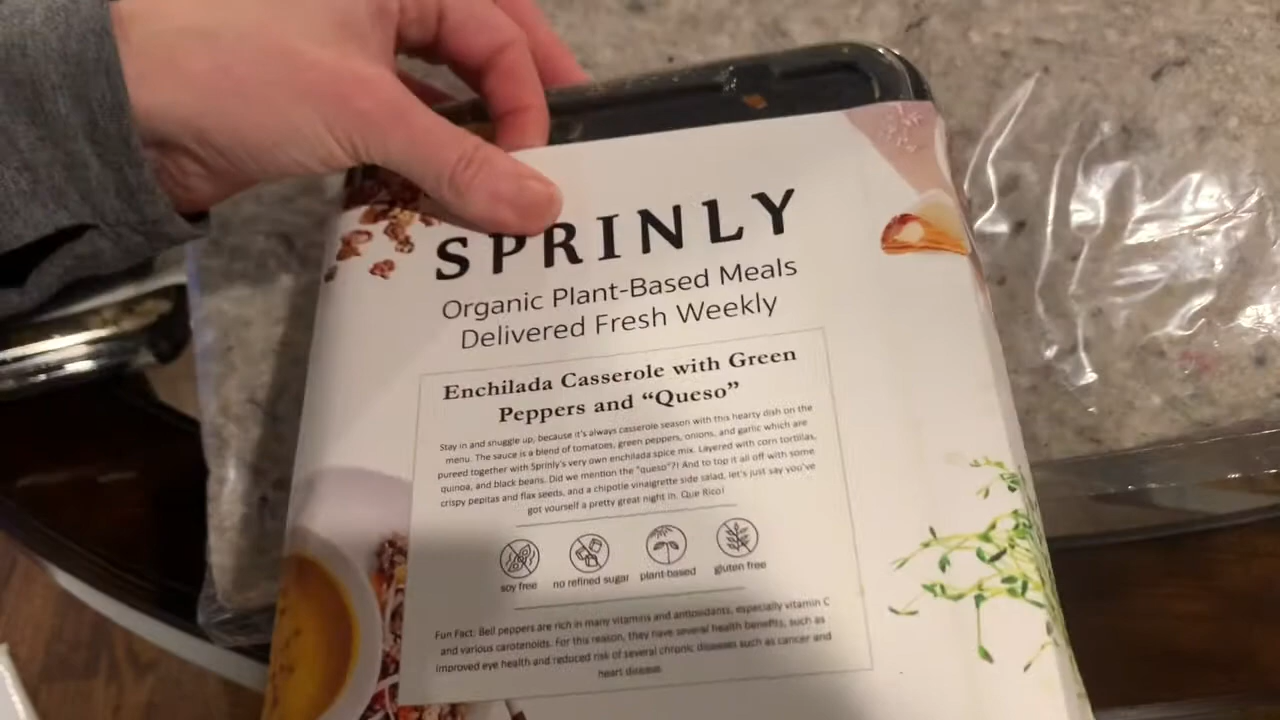 SPRINLY
Organic Plant-Based Meals
Delivered Fresh Weekly
Enchilada Casserole with Green
Peppers and “Queso”
Stay in and snuggle up, because it's always casserole season with this hearty dish on the
menu. The sauce is a blend of tomatoes, green peppers, onions, and garlic which are
pureed together with Sprinly's very own enchilada spice mix. Layered with corn tortillas,
quinoa, and black beans. Did we mention the "queso"?! And to top it all off with some
crispy pepitas and flax seeds, and a chipotle vinaigrette side salad, let's just say you've
got yourself a pretty great night in. Que Rico!
soy free
no refined sugar
plant-based
gluten free
Fun Fact: Bell peppers are rich in many vitamins and antioxidants, especially vitamin C
and various carotenoids. For this reason, they have several health benefits, such as
improved eye health and reduced risk of several chronic diseases such as cancer and
heart disease.